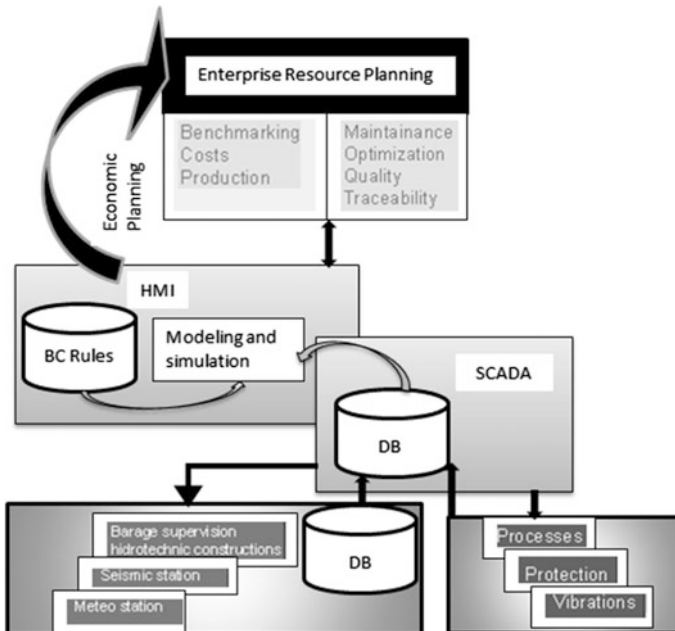 Enterprise Resource Planning
Benchmarking
Costs
Production
Maintainance
Optimization
Quality
Traceability
Economic
Planning
HMI
BC Rules
Modeling and
simulation
SCADA
DB
Barage supervision
hidrotechnic constructions
Seismic station
Meteo station
DB
Processes
Protection
Vibrations